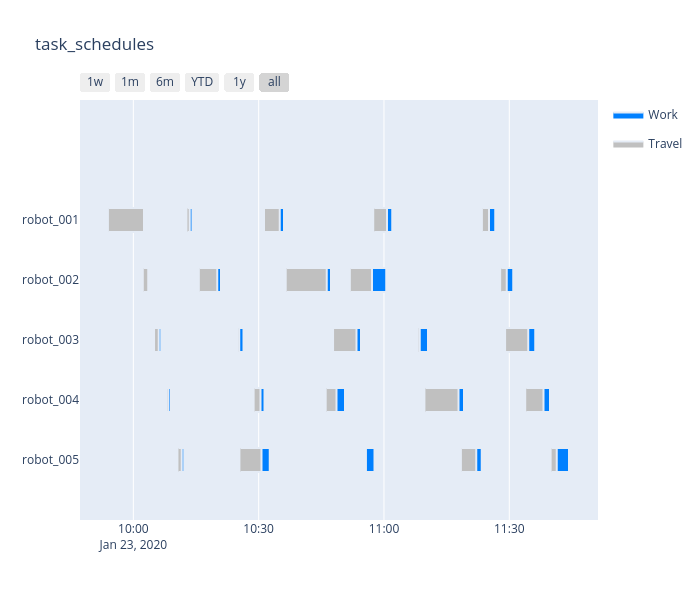 task_schedules
1w 1m 6m YTD 1y all
Work
Travel
robot_001
robot_002
robot_003
robot_004
robot_005
10:00 10:30 11:00 11:30
Jan 23, 2020